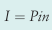 I = Pin